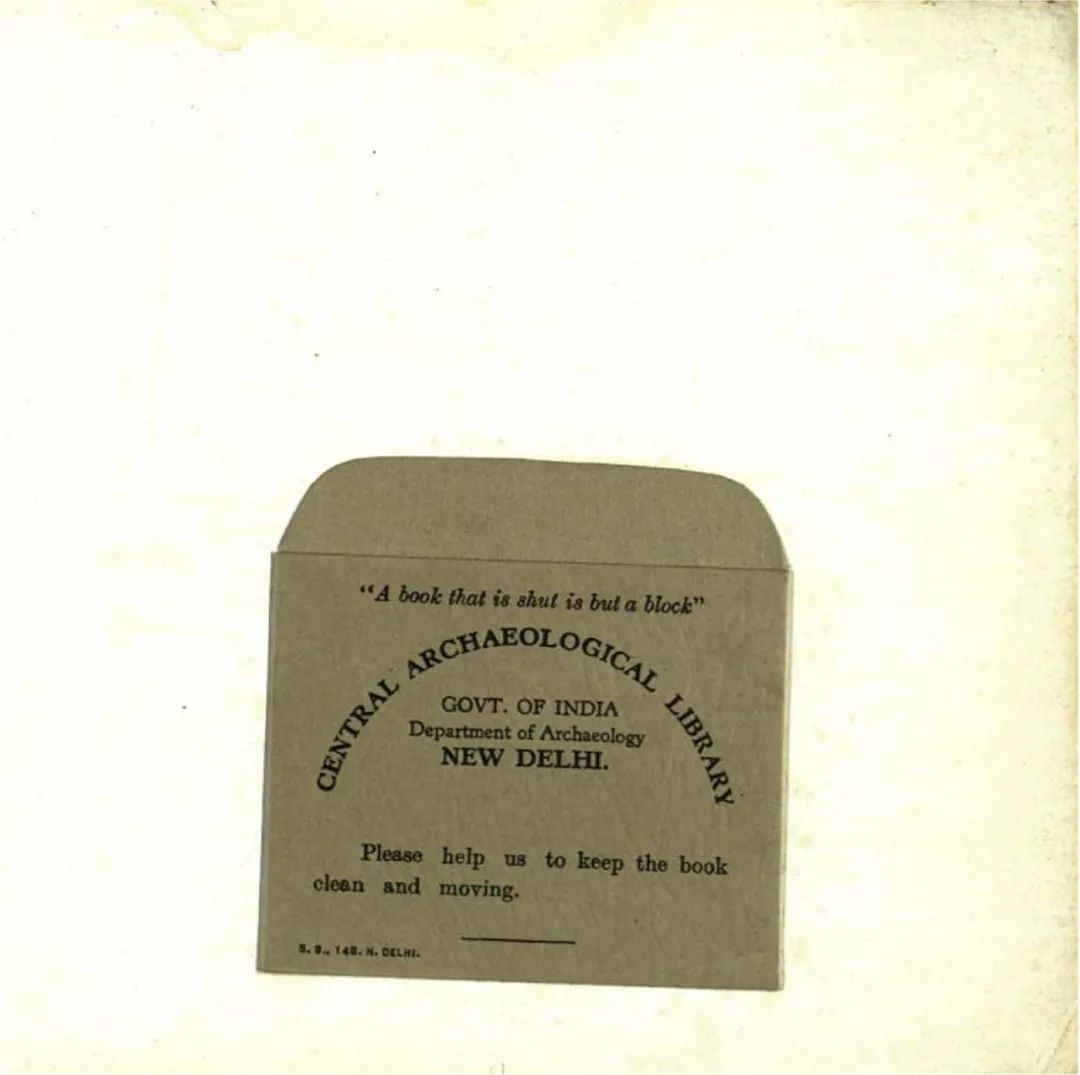 "A book that is shut is but a block"
CENTRAL ARCHAEOLOGICAL LIBRARY
GOVT. OF INDIA
Department of Archaeology
NEW DELHI.
Please help us to keep the book
clean and moving.
S. B., 148. N. DELHI.